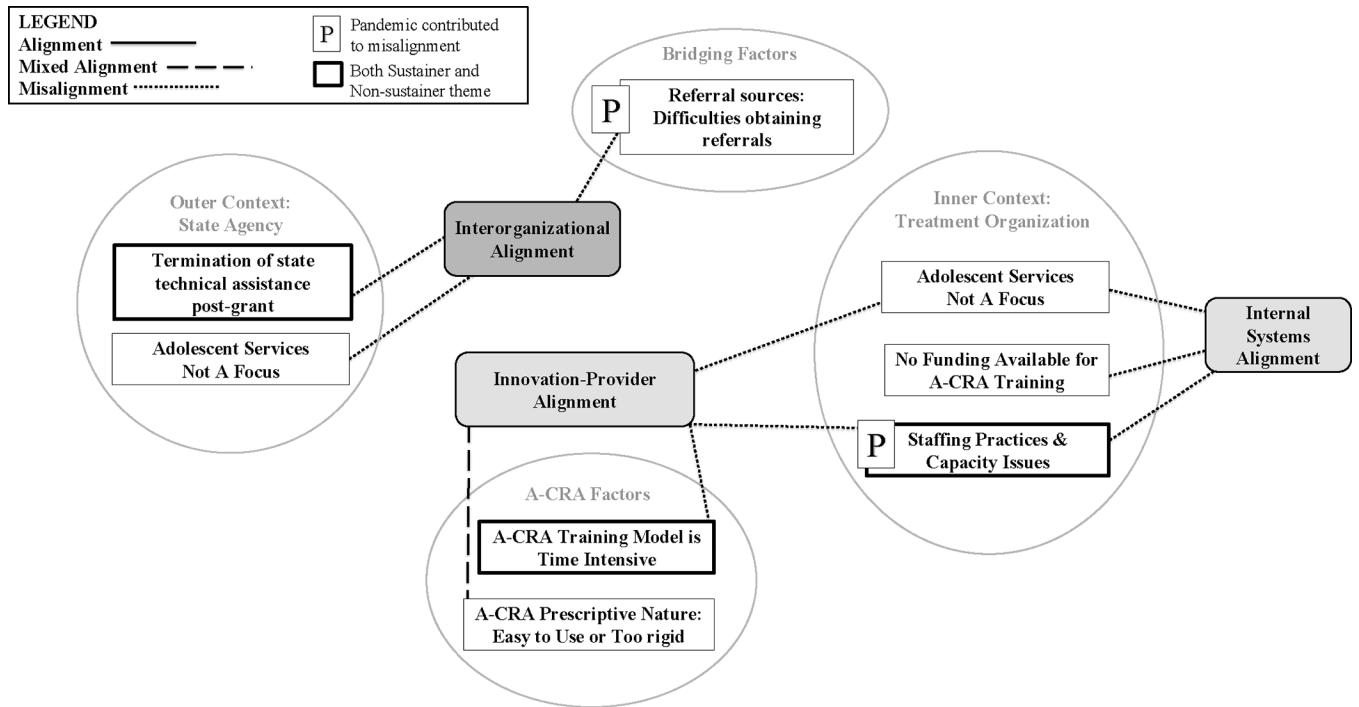 LEGEND
Alignment
Mixed Alignment
Misalignment
P
Pandemic contributed
to misalignment
Both Sustainer and
Non-sustainer theme
Bridging Factors
P
Referral sources:
Difficulties obtaining
referrals
Outer Context:
State Agency
Termination of state
technical assistance
post-grant
Adolescent Services
Not A Focus
Interorganizational
Alignment
Inner Context:
Treatment Organization
Adolescent Services
Not A Focus
No Funding Available for
A-CRA Training
P
Staffing Practices &
Capacity Issues
Internal
Systems
Alignment
Innovation-Provider
Alignment
A-CRA Factors
A-CRA Training Model is
Time Intensive
A-CRA Prescriptive Nature:
Easy to Use or Too rigid